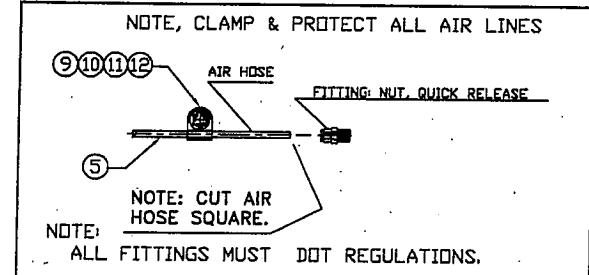 NOTE, CLAMP & PROTECT ALL AIR LINES
9 10 11 12
AIR HOSE
FITTING: NUT, QUICK RELEASE
5
NOTE: CUT AIR
HOSE SQUARE.
NOTE:
ALL FITTINGS MUST DOT REGULATIONS.